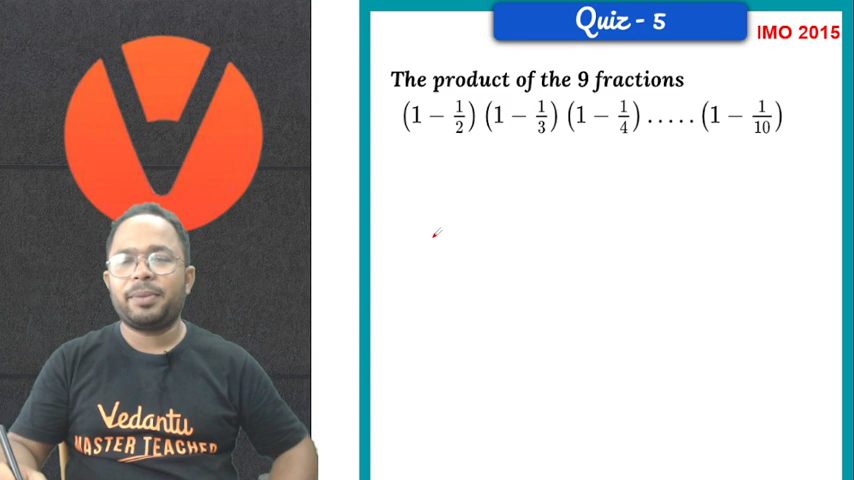 Quiz - 5
IMO 2015
The product of the 9 fractions
(1 − 1/2) (1 − 1/3) (1 − 1/4) ..... (1 − 1/10)
Vedantu
MASTER TEACHER